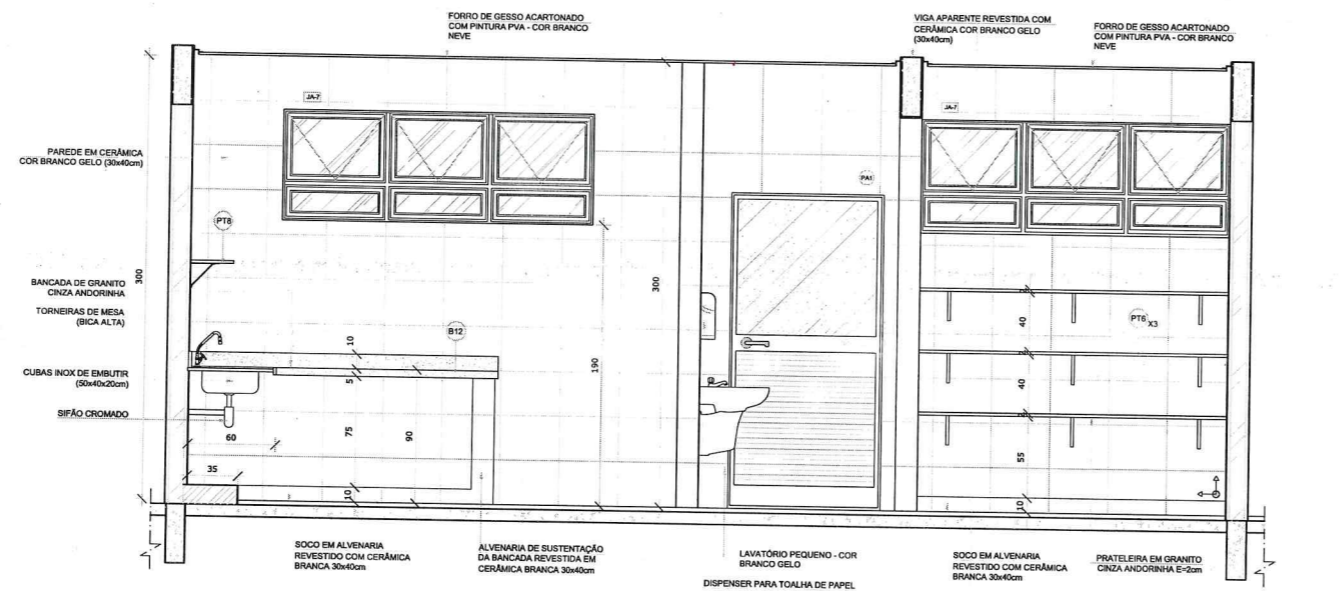 FORRO DE GESSO ACARTONADO
COM PINTURA PVA - COR BRANCO
NEVE
VIGA APARENTE REVESTIDA COM
CERÂMICA COR BRANCO GELO
(30x40cm)
FORRO DE GESSO ACARTONADO
COM PINTURA PVA - COR BRANCO
NEVE
JA-7
JA-7
PAREDE EM CERÂMICA
COR BRANCO GELO (30x40cm)
PA1
PT8
300
300
BANCADA DE GRANITO
CINZA ANDORINHA
TORNEIRAS DE MESA
(BICA ALTA)
B12
10
190
2
40
PT6 X3
2
40
2
CUBAS INOX DE EMBUTIR
(50x40x20cm)
5
SIFÃO CROMADO
60
75
90
55
35
10
10
SOCO EM ALVENARIA
REVESTIDO COM CERÂMICA
BRANCA 30x40cm
ALVENARIA DE SUSTENTAÇÃO
DA BANCADA REVESTIDA EM
CERÂMICA BRANCA 30x40cm
LAVATÓRIO PEQUENO - COR
BRANCO GELO
DISPENSER PARA TOALHA DE PAPEL
SOCO EM ALVENARIA
REVESTIDO COM CERÂMICA
BRANCA 30x40cm
PRATELEIRA EM GRANITO
CINZA ANDORINHA E=2cm